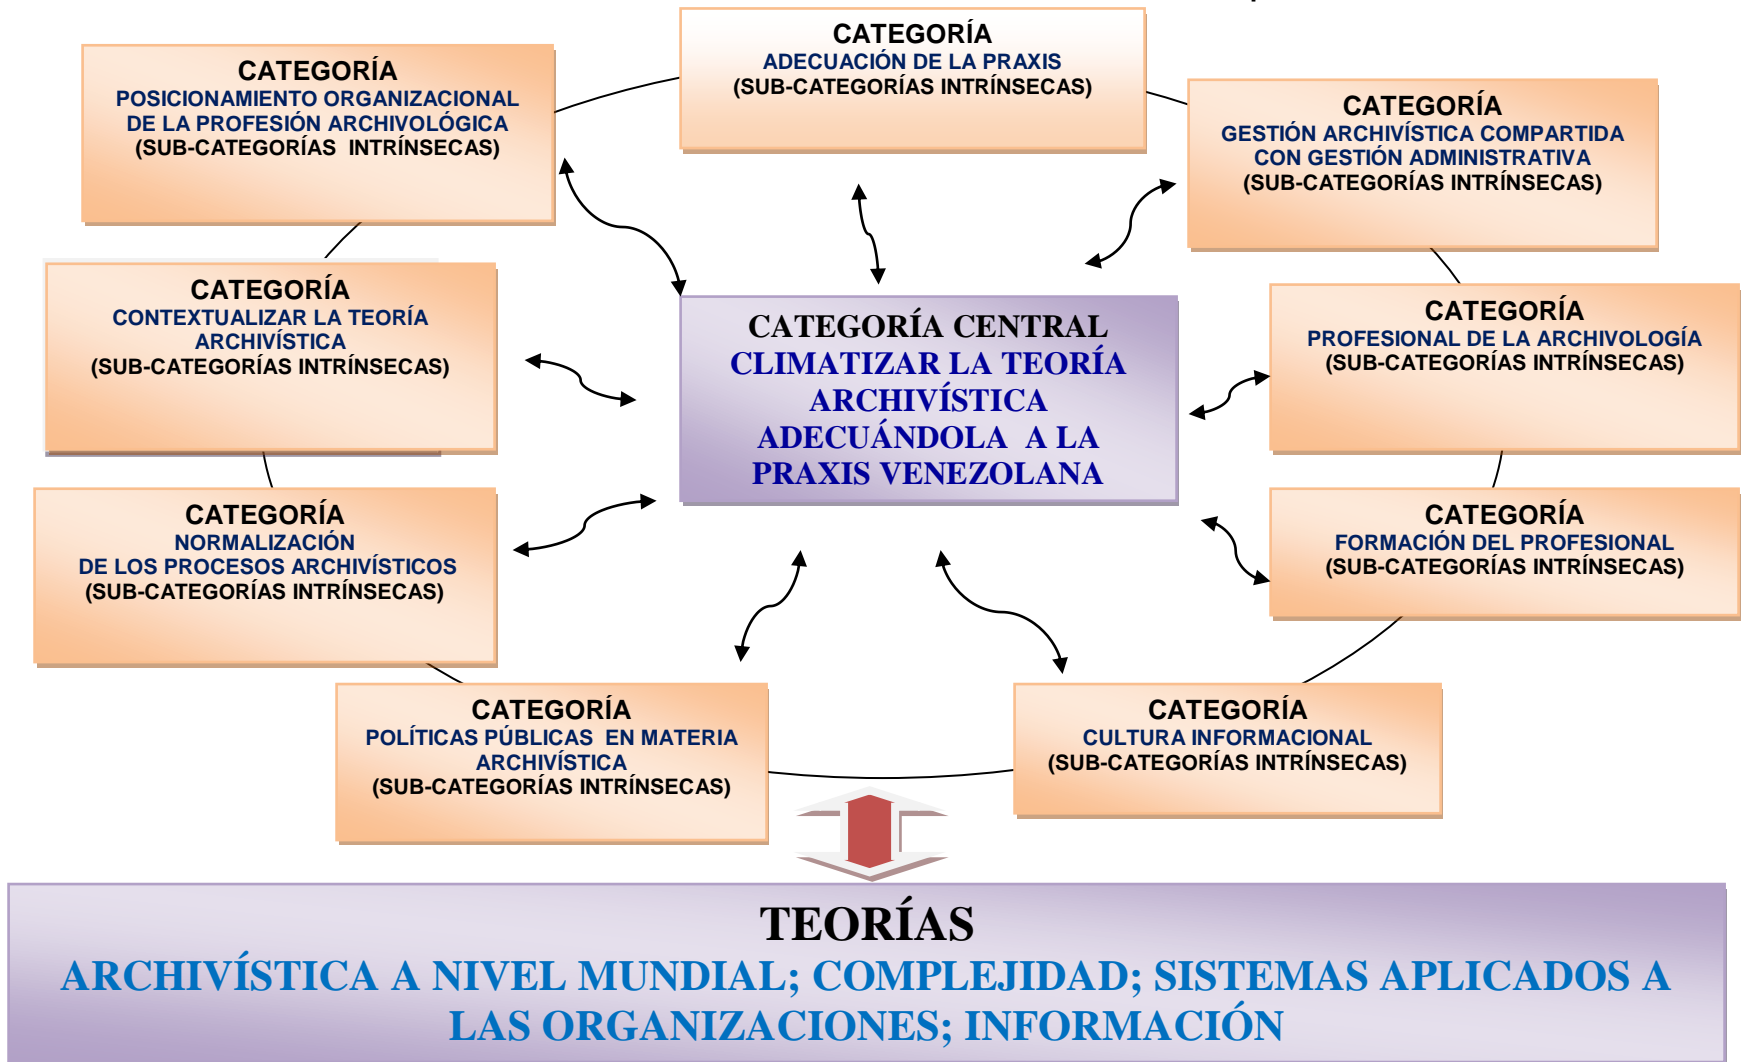 CATEGORÍA
ADECUACIÓN DE LA PRAXIS
(SUB-CATEGORÍAS INTRÍNSECAS)
CATEGORÍA
POSICIONAMIENTO ORGANIZACIONAL
DE LA PROFESIÓN ARCHIVOLÓGICA
(SUB-CATEGORÍAS INTRÍNSECAS)
CATEGORÍA
GESTIÓN ARCHIVÍSTICA COMPARTIDA
CON GESTIÓN ADMINISTRATIVA
(SUB-CATEGORÍAS INTRÍNSECAS)
CATEGORÍA
CONTEXTUALIZAR LA TEORÍA
ARCHIVÍSTICA
(SUB-CATEGORÍAS INTRÍNSECAS)
CATEGORÍA CENTRAL
CLIMATIZAR LA TEORÍA
ARCHIVÍSTICA
ADECUÁNDOLA A LA
PRAXIS VENEZOLANA
CATEGORÍA
PROFESIONAL DE LA ARCHIVOLOGÍA
(SUB-CATEGORÍAS INTRÍNSECAS)
CATEGORÍA
NORMALIZACIÓN
DE LOS PROCESOS ARCHIVÍSTICOS
(SUB-CATEGORÍAS INTRÍNSECAS)
CATEGORÍA
FORMACIÓN DEL PROFESIONAL
(SUB-CATEGORÍAS INTRÍNSECAS)
CATEGORÍA
POLÍTICAS PÚBLICAS EN MATERIA
ARCHIVÍSTICA
(SUB-CATEGORÍAS INTRÍNSECAS)
CATEGORÍA
CULTURA INFORMACIONAL
(SUB-CATEGORÍAS INTRÍNSECAS)
TEORÍAS
ARCHIVÍSTICA A NIVEL MUNDIAL; COMPLEJIDAD; SISTEMAS APLICADOS A
LAS ORGANIZACIONES; INFORMACIÓN